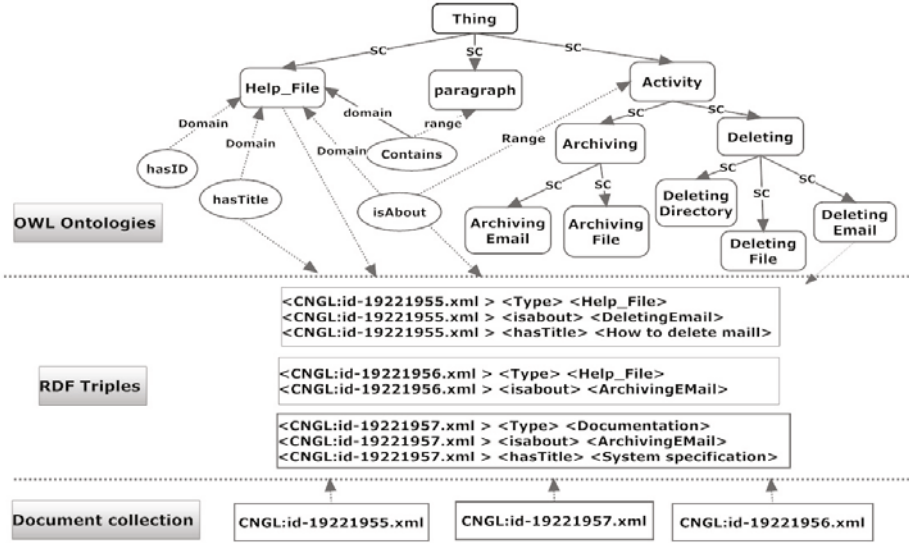 Thing
SC
SC
SC
Help_File
paragraph
Activity
Domain
Domain
domain
Domain
range
Range
SC
SC
hasID
hasTitle
Contains
isAbout
Archiving
Deleting
SC
SC
SC
SC
SC
Archiving
Email
Archiving
File
Deleting
Directory
Deleting
File
Deleting
Email
OWL Ontologies
<CNGL:id-19221955.xml > <Type> <Help_File>
<CNGL:id-19221955.xml > <isabout> <DeletingEmail>
<CNGL:id-19221955.xml > <hasTitle> <How to delete maill>
RDF Triples
<CNGL:id-19221956.xml > <Type> <Help_File>
<CNGL:id-19221956.xml > <isabout> <ArchivingEMail>
<CNGL:id-19221957.xml > <Type> <Documentation>
<CNGL:id-19221957.xml > <isabout> <ArchivingEMail>
<CNGL:id-19221957.xml > <hasTitle> <System specification>
Document collection
CNGL:id-19221955.xml
CNGL:id-19221957.xml
CNGL:id-19221956.xml